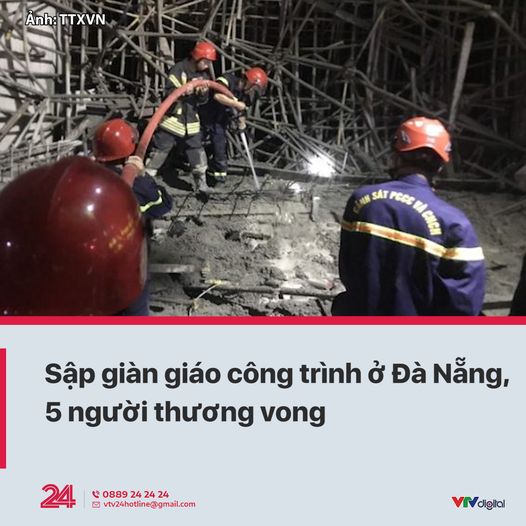 Ảnh: TTXVN
CẢNH SÁT PCCC VÀ CNCH
Sập giàn giáo công trình ở Đà Nẵng,
5 người thương vong
24
0889 24 24 24
vtv24hotline@gmail.com
VTVdigital